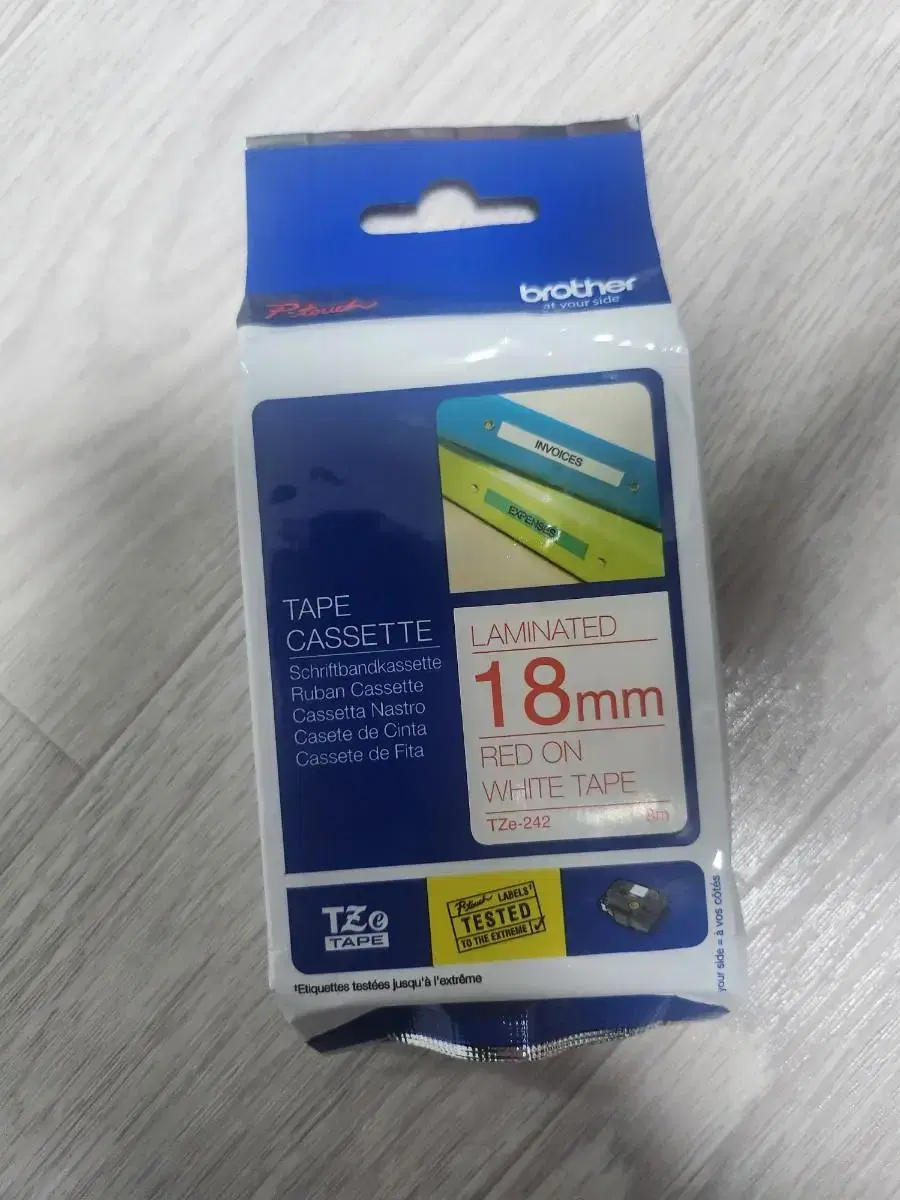 P-touch
brother
at your side
INVOICES
EXPENSES
TAPE
CASSETTE
Schriftbandkassette
Ruban Cassette
Cassetta Nastro
Casete de Cinta
Cassete de Fita
LAMINATED
18mm
RED ON
WHITE TAPE
TZe-242 8m
TZe
TAPE
P-touch LABELS†
TESTED
TO THE EXTREME
†Etiquettes testées jusqu'à l'extrême
your side = à vos côtés